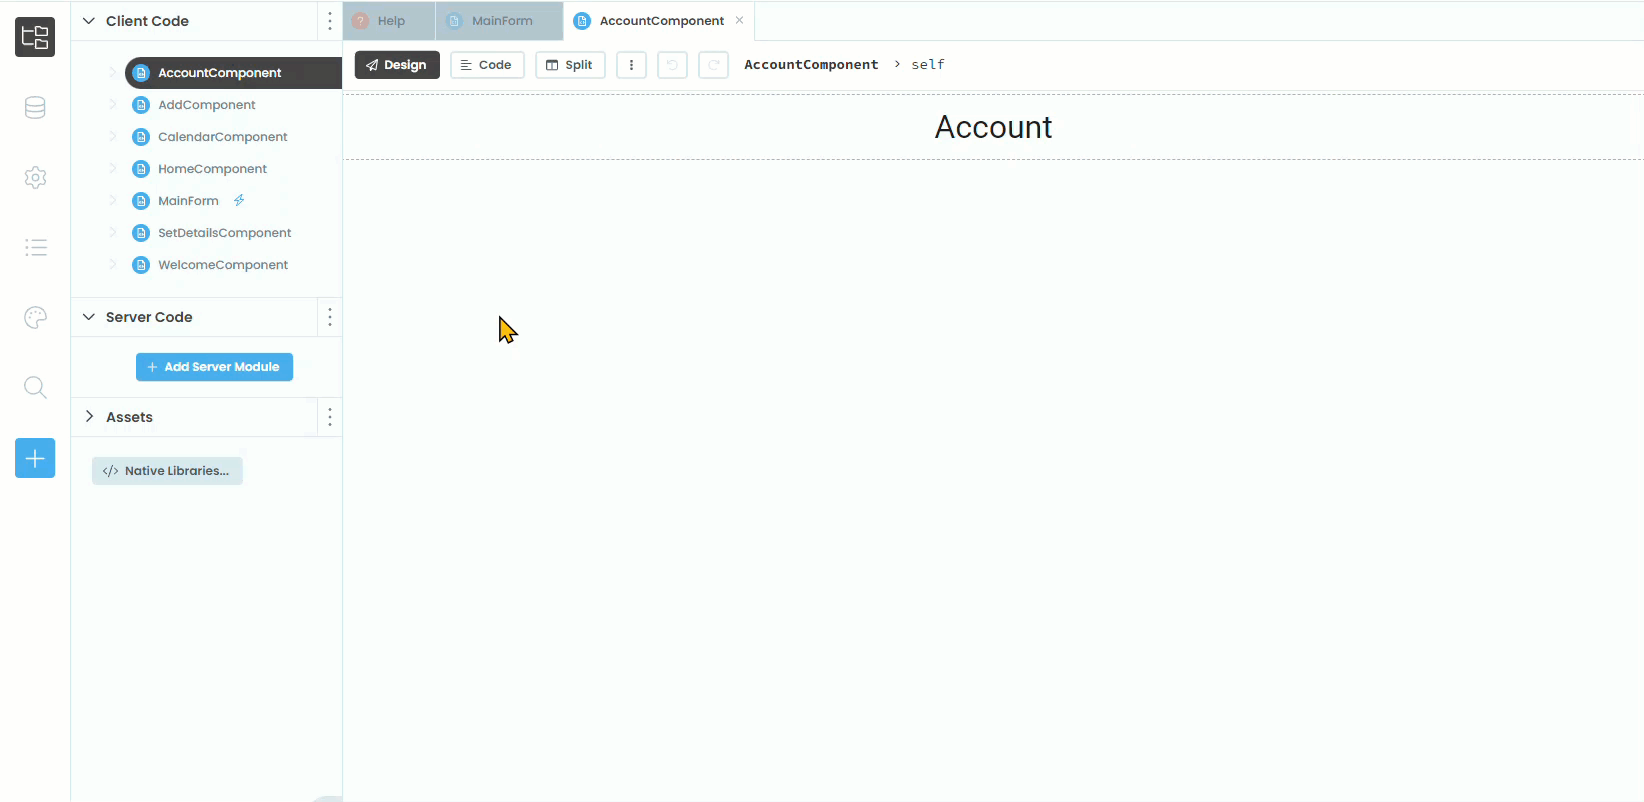 Client Code
AccountComponent
AddComponent
CalendarComponent
HomeComponent
MainForm
SetDetailsComponent
WelcomeComponent
Server Code
+ Add Server Module
Assets
</> Native Libraries...
? Help
MainForm
AccountComponent ×
Design
Code
Split
AccountComponent > self
Account